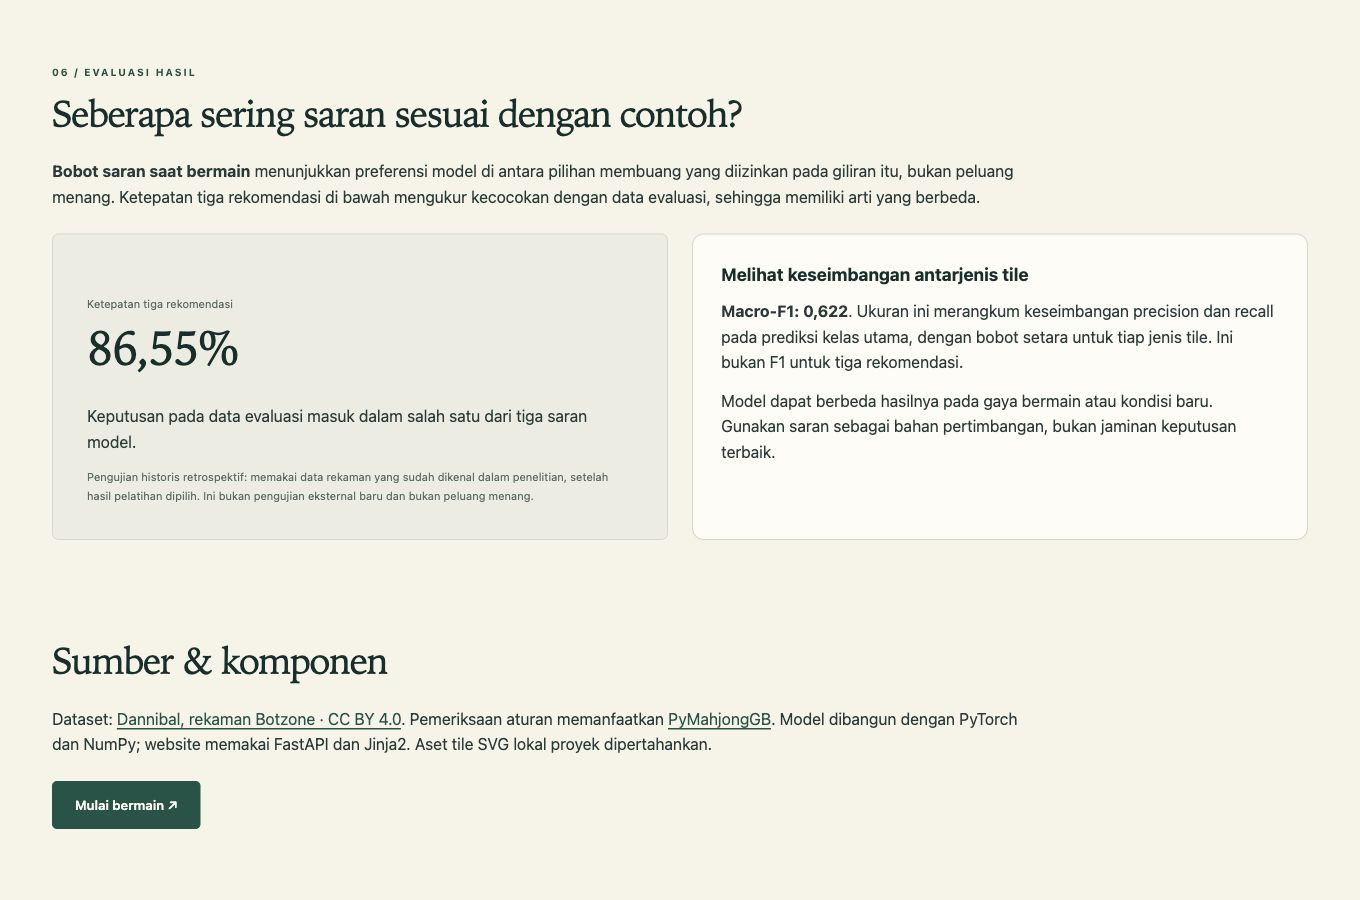 06 / EVALUASI HASIL
Seberapa sering saran sesuai dengan contoh?
Bobot saran saat bermain menunjukkan preferensi model di antara pilihan membuang yang diizinkan pada giliran itu, bukan peluang
menang. Ketepatan tiga rekomendasi di bawah mengukur kecocokan dengan data evaluasi, sehingga memiliki arti yang berbeda.
Ketepatan tiga rekomendasi
86,55%
Keputusan pada data evaluasi masuk dalam salah satu dari tiga saran
model.
Pengujian historis retrospektif: memakai data rekaman yang sudah dikenal dalam penelitian, setelah
hasil pelatihan dipilih. Ini bukan pengujian eksternal baru dan bukan peluang menang.
Melihat keseimbangan antarjenis tile
Macro-F1: 0,622. Ukuran ini merangkum keseimbangan precision dan recall
pada prediksi kelas utama, dengan bobot setara untuk tiap jenis tile. Ini
bukan F1 untuk tiga rekomendasi.
Model dapat berbeda hasilnya pada gaya bermain atau kondisi baru.
Gunakan saran sebagai bahan pertimbangan, bukan jaminan keputusan
terbaik.
Sumber & komponen
Dataset: Dannibal, rekaman Botzone · CC BY 4.0. Pemeriksaan aturan memanfaatkan PyMahjongGB. Model dibangun dengan PyTorch
dan NumPy; website memakai FastAPI dan Jinja2. Aset tile SVG lokal proyek dipertahankan.
Mulai bermain ↗